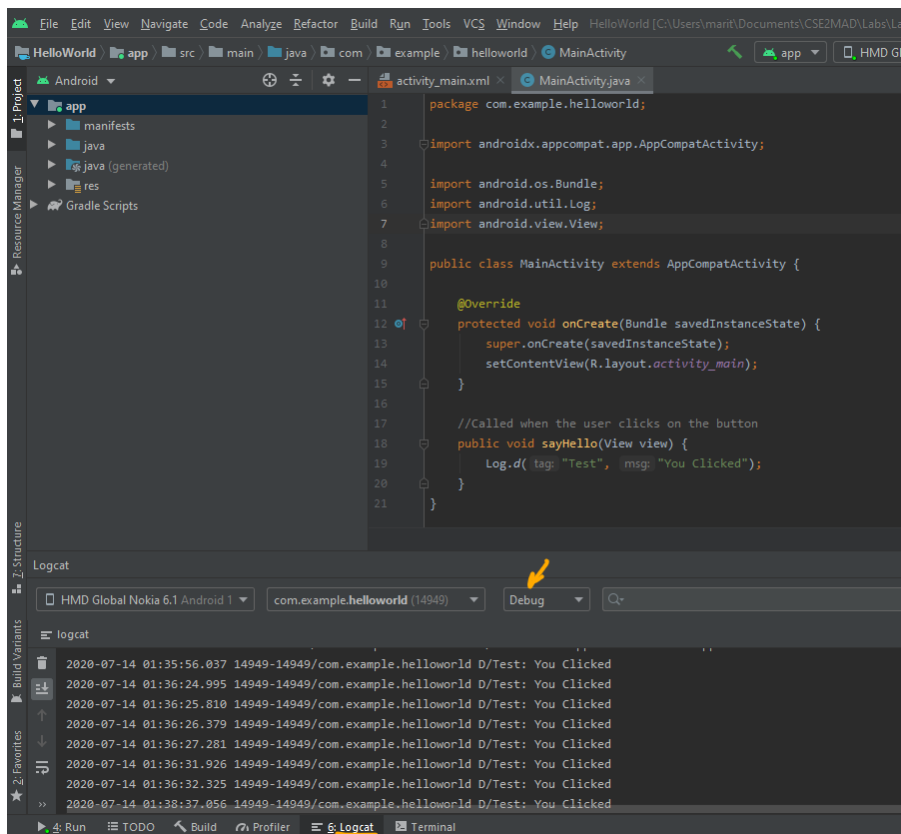 File Edit View Navigate Code Analyze Refactor Build Run Tools VCS Window Help HelloWorld [C:\Users\marit\Documents\CSE2MAD\Labs\La
HelloWorld app src main java com example helloworld MainActivity app HMD Gl
1: Project
Resource Manager
Android
app
manifests
java
java (generated)
res
Gradle Scripts
activity_main.xml MainActivity.java
1 package com.example.helloworld;
2
3 import androidx.appcompat.app.AppCompatActivity;
4
5 import android.os.Bundle;
6 import android.util.Log;
7 import android.view.View;
8
9 public class MainActivity extends AppCompatActivity {
10
11 @Override
12 protected void onCreate(Bundle savedInstanceState) {
13 super.onCreate(savedInstanceState);
14 setContentView(R.layout.activity_main);
15 }
16
17 //Called when the user clicks on the button
18 public void sayHello(View view) {
19 Log.d( tag: "Test", msg: "You Clicked");
20 }
21 }
7: Structure
Build Variants
2: Favorites
Logcat
HMD Global Nokia 6.1 Android 1 com.example.helloworld (14949) Debug
logcat
2020-07-14 01:35:56.037 14949-14949/com.example.helloworld D/Test: You Clicked
2020-07-14 01:36:24.995 14949-14949/com.example.helloworld D/Test: You Clicked
2020-07-14 01:36:25.810 14949-14949/com.example.helloworld D/Test: You Clicked
2020-07-14 01:36:26.379 14949-14949/com.example.helloworld D/Test: You Clicked
2020-07-14 01:36:27.281 14949-14949/com.example.helloworld D/Test: You Clicked
2020-07-14 01:36:31.926 14949-14949/com.example.helloworld D/Test: You Clicked
2020-07-14 01:36:32.325 14949-14949/com.example.helloworld D/Test: You Clicked
2020-07-14 01:38:37.056 14949-14949/com.example.helloworld D/Test: You Clicked
4: Run TODO Build Profiler 6: Logcat Terminal